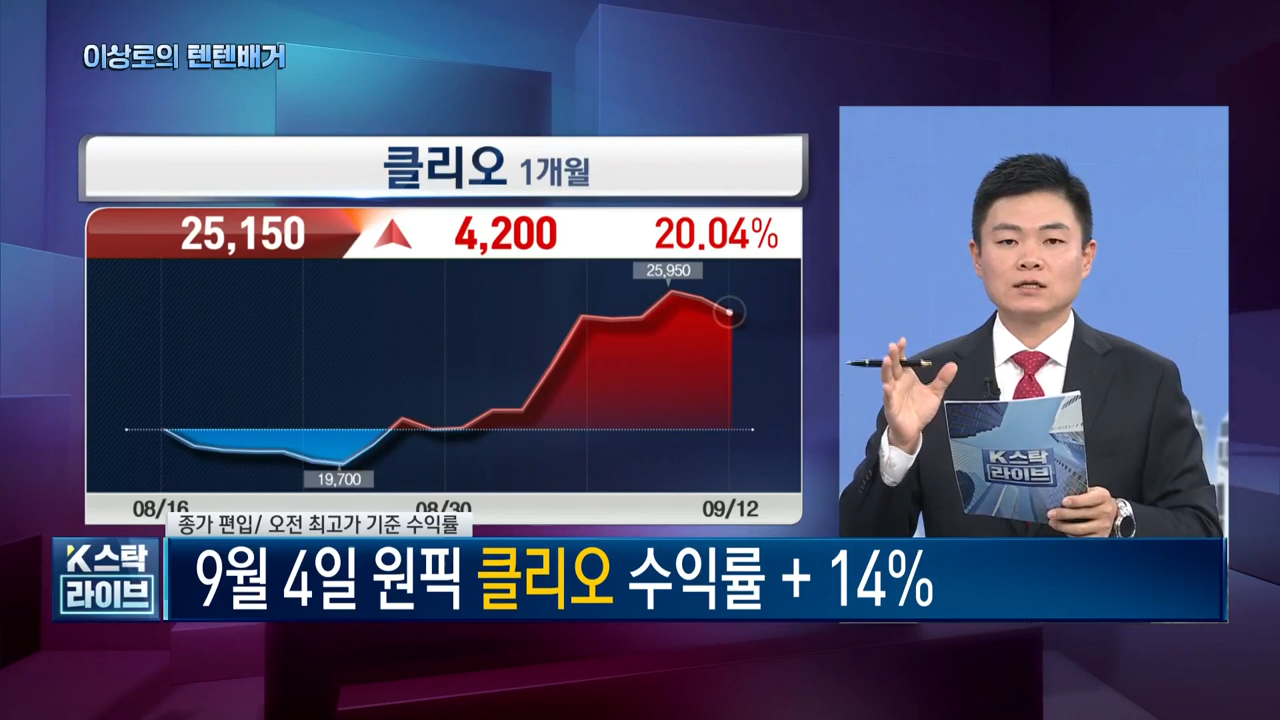 이상로의 텐텐배거
클리오 1개월
25,150 ▲ 4,200 20.04%
25,950
19,700
08/16 08/30 09/12
종가 편입/ 오전 최고가 기준 수익률
K스탁
라이브
9월 4일 원픽 클리오 수익률 + 14%
K스탁
라이브